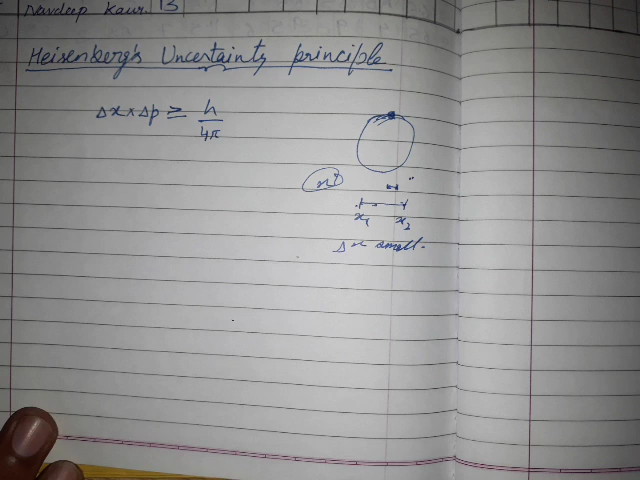 Navdeep Kaur. 13
Heisenberg's Uncertainty principle
Δx×Δp ≥ h/4π
x₁ x₂
Δx small.